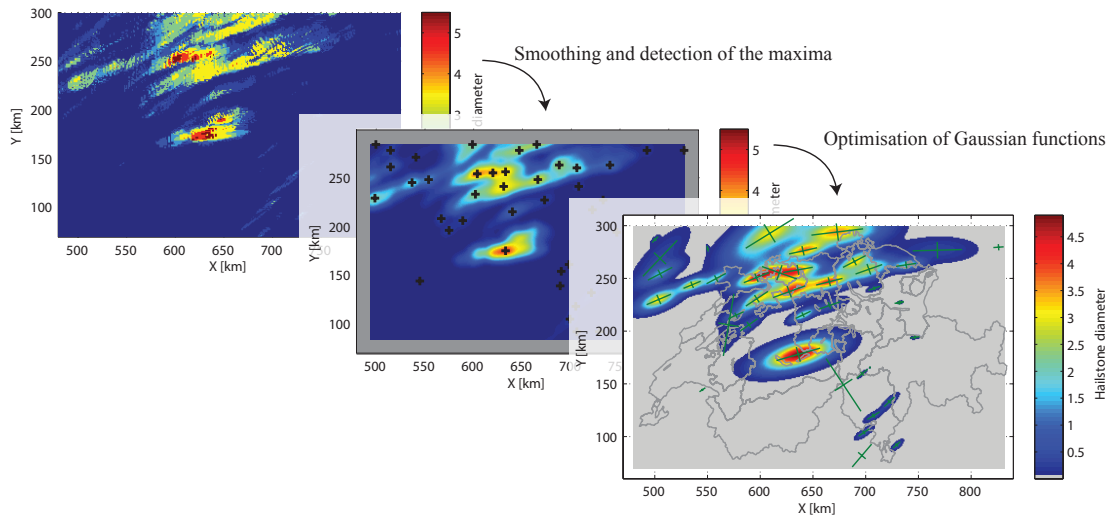 Smoothing and detection of the maxima
Optimisation of Gaussian functions
300
250
200
150
100
Y [km]
500 550 600 650 700
X [km]
5
4
3
diameter
250
200
150
100
Y [km]
500 550 600 650 700
X [km]
5
4
diameter
300
250
200
150
100
Y [km]
500 550 600 650 700 750 800
X [km]
4.5
4
3.5
3
2.5
2
1.5
1
0.5
Hailstone diameter